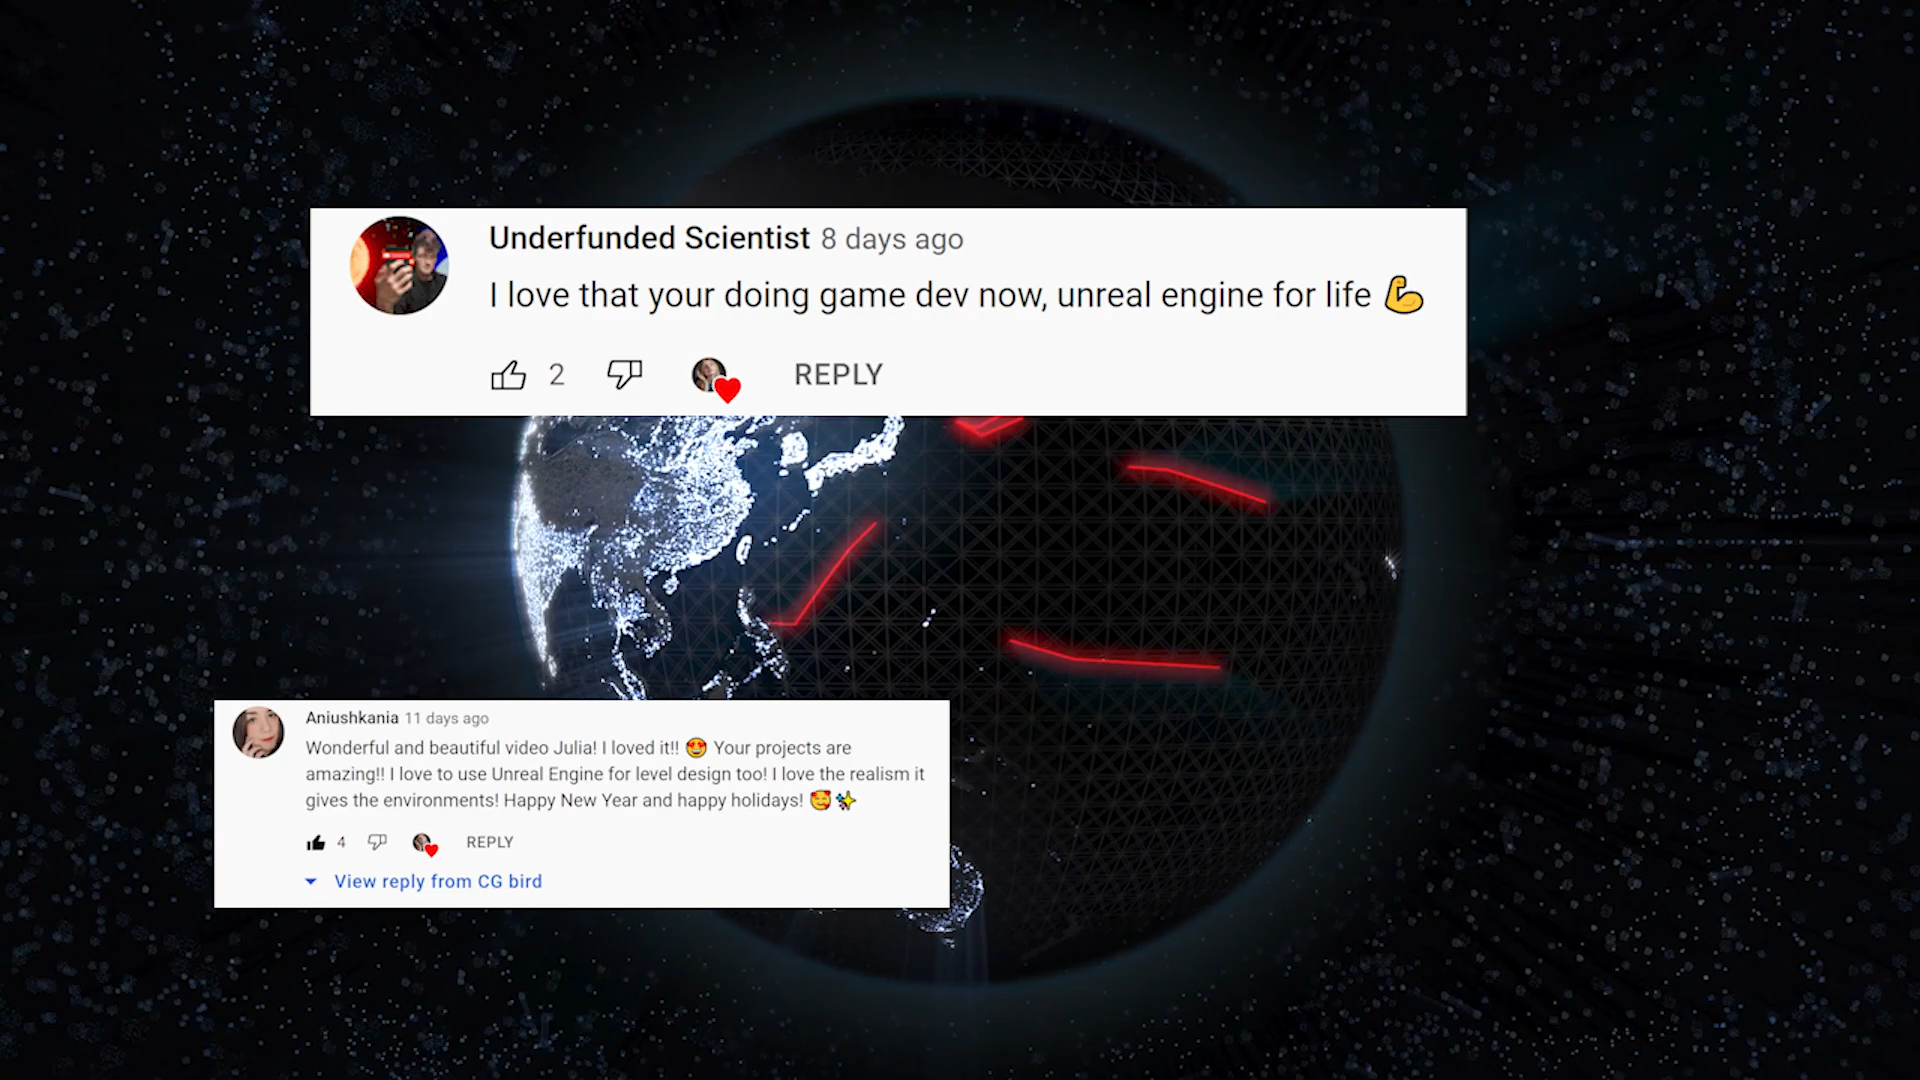 Underfunded Scientist 8 days ago
I love that your doing game dev now, unreal engine for life 💪
2 REPLY
Aniushkania 11 days ago
Wonderful and beautiful video Julia! I loved it!! 😍 Your projects are
amazing!! I love to use Unreal Engine for level design too! I love the realism it
gives the environments! Happy New Year and happy holidays! 🥰✨
4 REPLY
View reply from CG bird